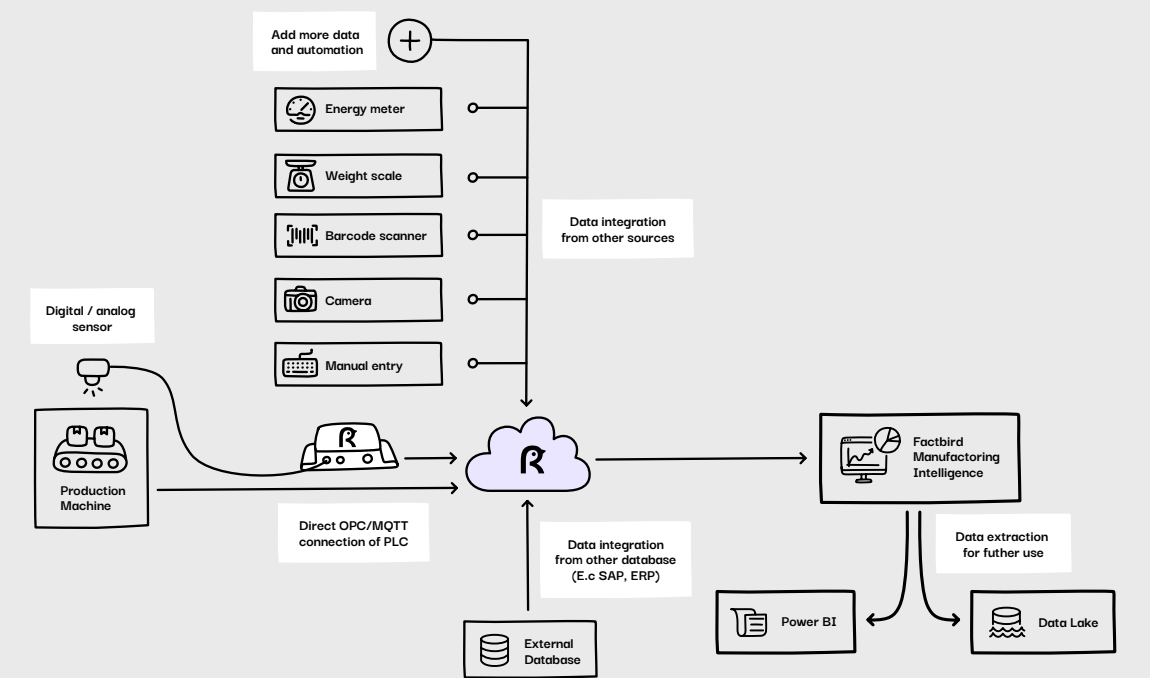 Add more data
and automation
Energy meter
Weight scale
Barcode scanner
Camera
Manual entry
Data integration
from other sources
Digital / analog
sensor
Production
Machine
Direct OPC/MQTT
connection of PLC
Data integration
from other database
(E.c SAP, ERP)
External
Database
Factbird
Manufactoring
Intelligence
Data extraction
for futher use
Power BI
Data Lake